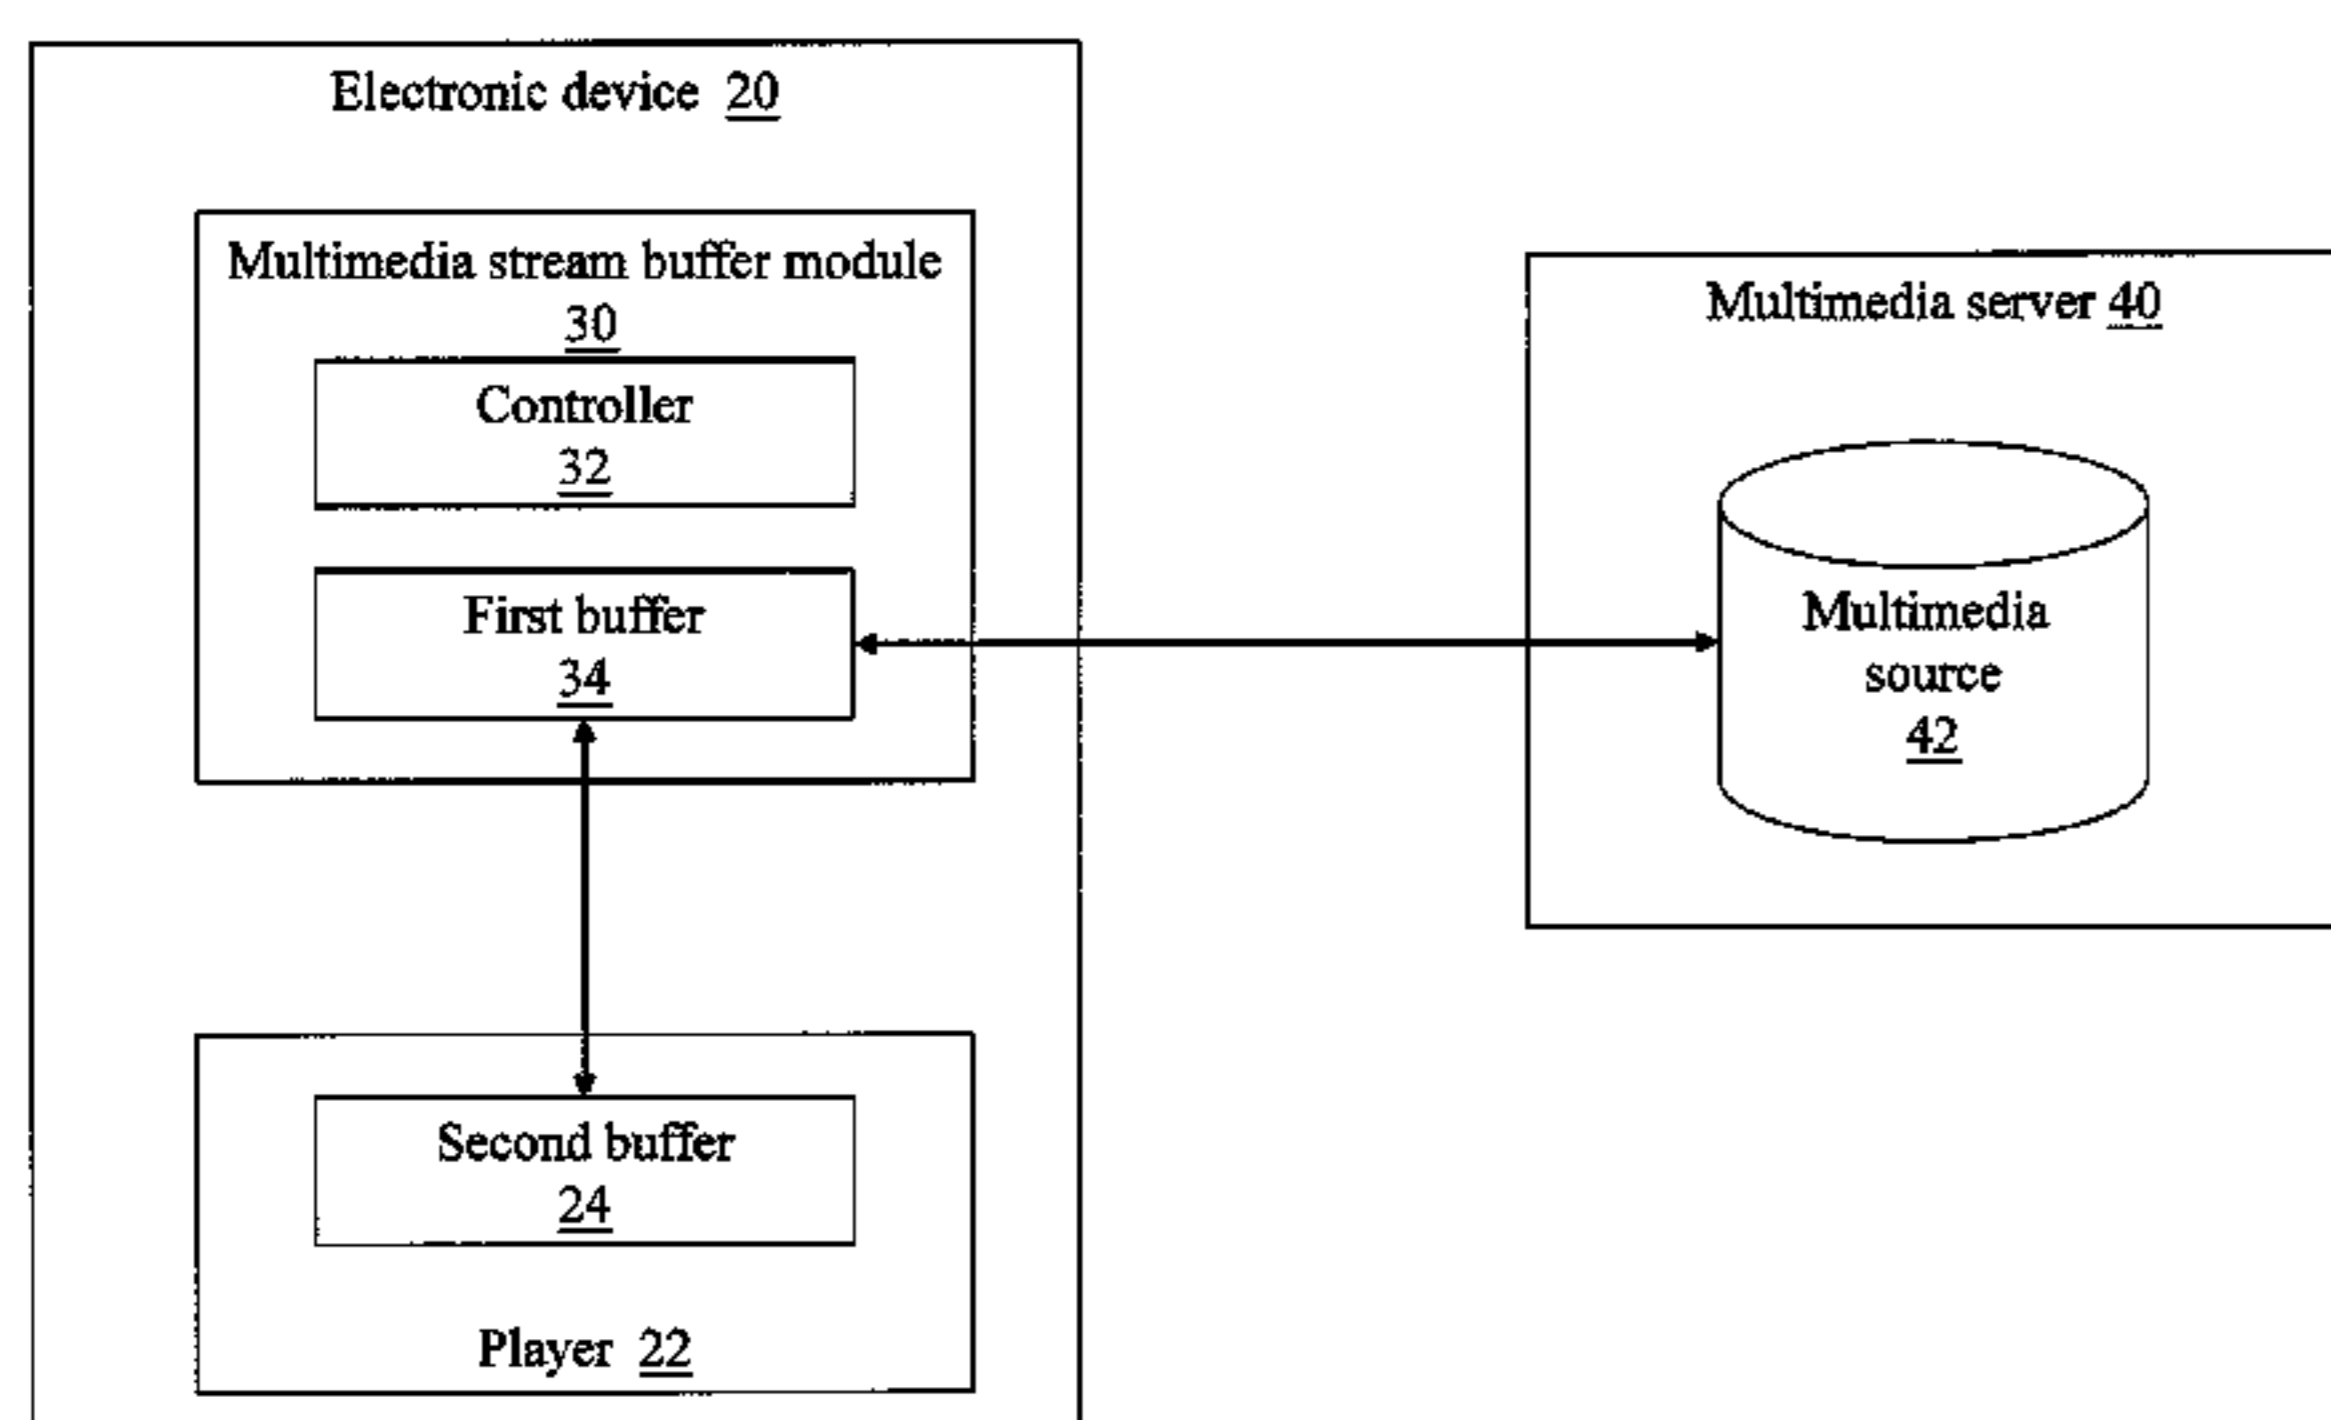 Electronic device 20
Multimedia stream buffer module
30
Controller
32
First buffer
34
Second buffer
24
Player 22
Multimedia server 40
Multimedia
source
42